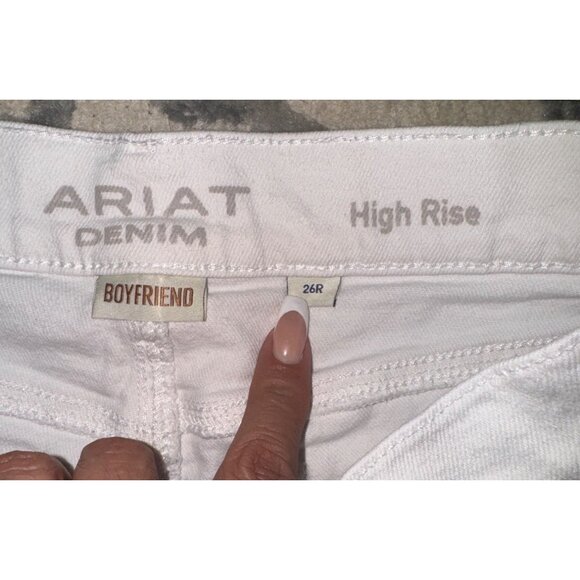 ARIAT
DENIM
High Rise
BOYFRIEND
26R